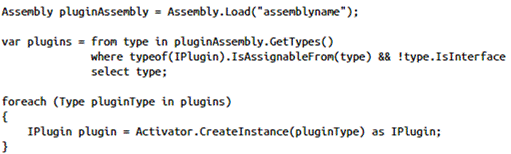 Assembly pluginAssembly = Assembly.Load("assemblyname");
var plugins = from type in pluginAssembly.GetTypes()
where typeof(IPlugin).IsAssignableFrom(type) && !type.IsInterface
select type;
foreach (Type pluginType in plugins)
{
IPlugin plugin = Activator.CreateInstance(pluginType) as IPlugin;
}